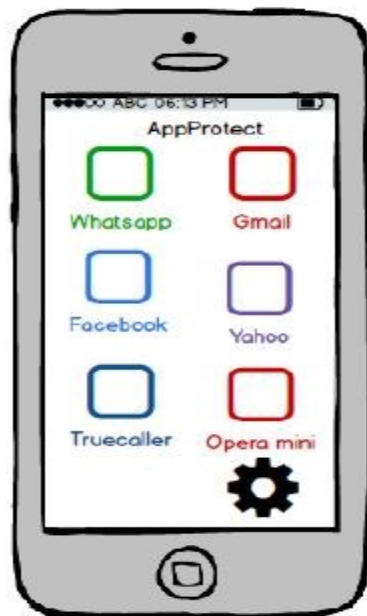 ABC 06:13 PM
AppProtect
Whatsapp Gmail
Facebook
Yahoo
Truecaller Opera mini